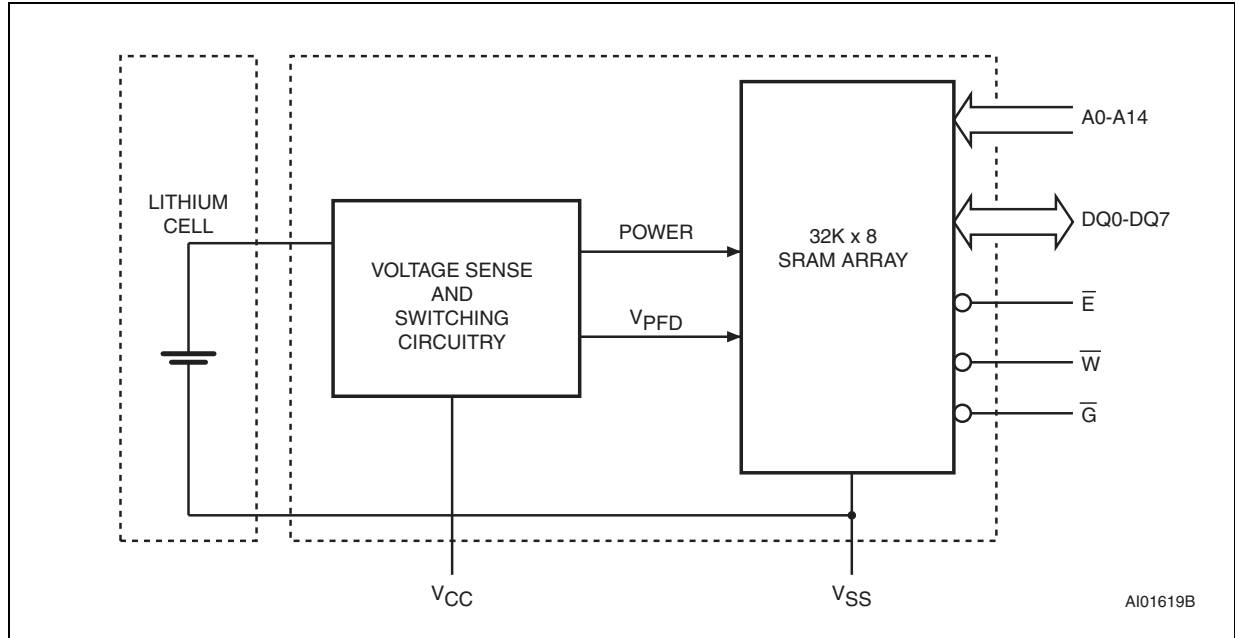 LITHIUM
CELL
VOLTAGE SENSE
AND
SWITCHING
CIRCUITRY
POWER
VPFD
32K x 8
SRAM ARRAY
A0-A14
DQ0-DQ7
E̅
W̅
G̅
VCC
VSS
AI01619B